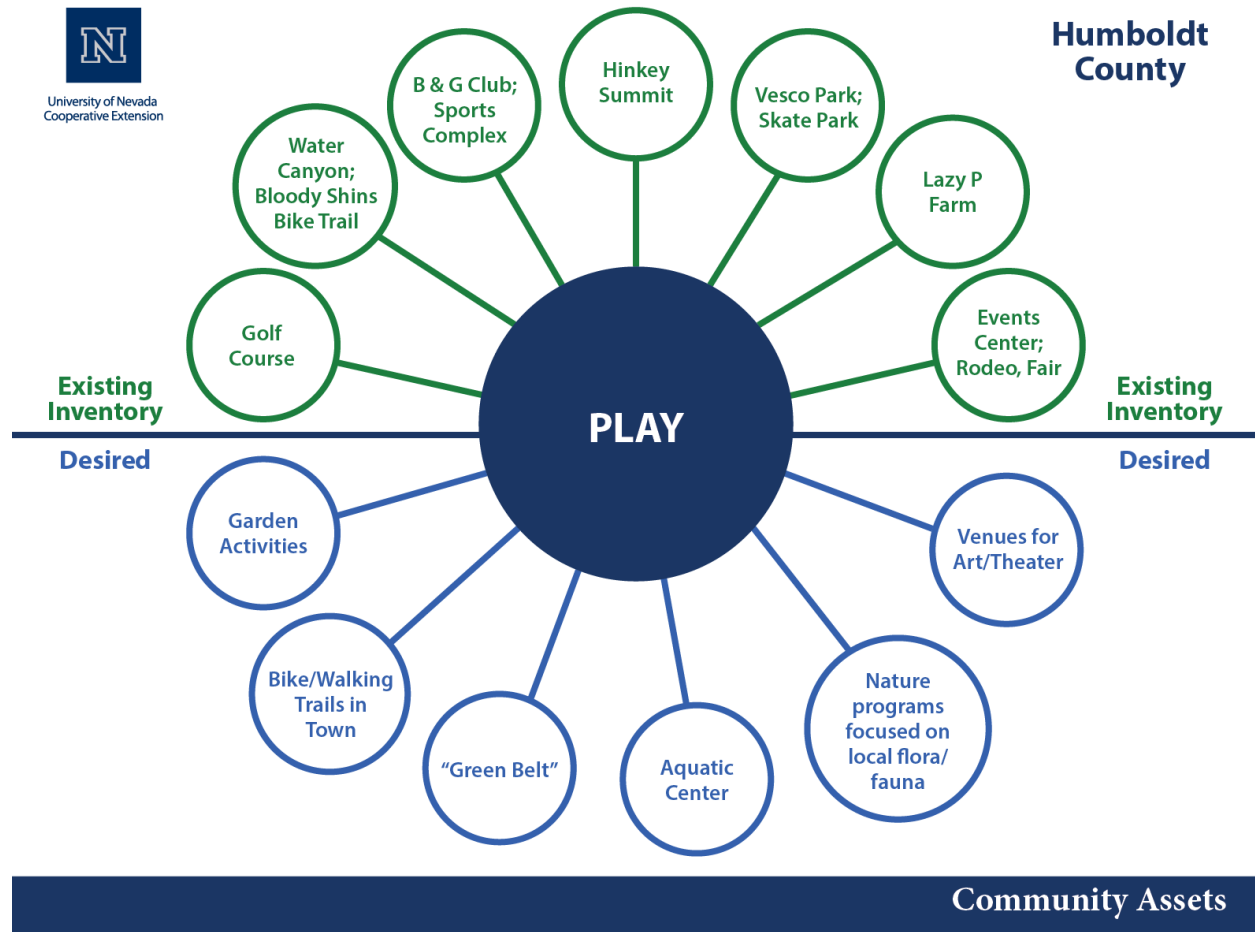 N
University of Nevada
Cooperative Extension
Humboldt
County
Golf
Course
Water
Canyon;
Bloody Shins
Bike Trail
B & G Club;
Sports
Complex
Hinkey
Summit
Vesco Park;
Skate Park
Lazy P
Farm
Events
Center;
Rodeo, Fair
Existing
Inventory
Existing
Inventory
PLAY
Desired
Desired
Garden
Activities
Bike/Walking
Trails in
Town
“Green Belt”
Aquatic
Center
Nature
programs
focused on
local flora/
fauna
Venues for
Art/Theater
Community Assets